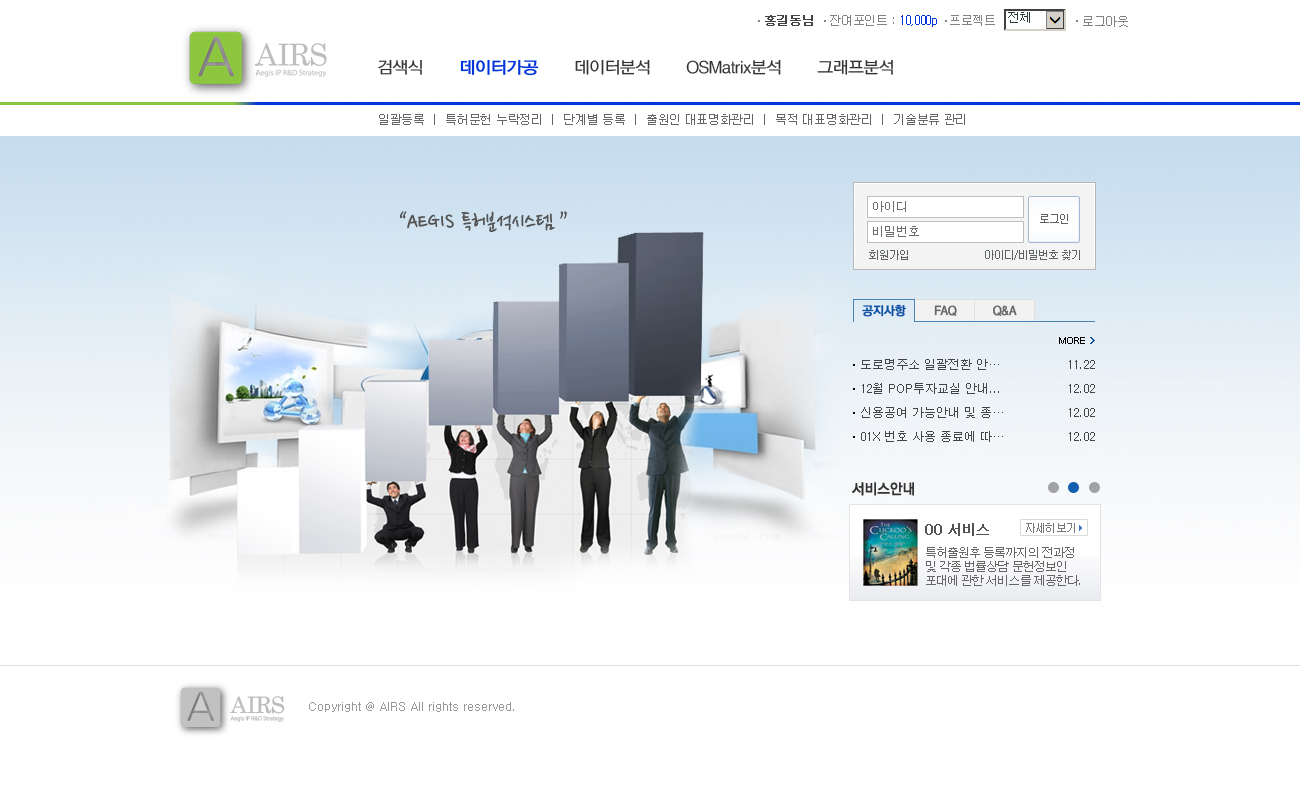 · 홍길동님 · 잔여포인트 : 10,000p · 프로젝트 전체 · 로그아웃
A AIRS
Aegis IP R&D Strategy
검색식 데이터가공 데이터분석 OSMatrix분석 그래프분석
일괄등록 | 특허문헌 누락정리 | 단계별 등록 | 출원인 대표명화관리 | 목적 대표명화관리 | 기술분류 관리
“AEGIS 특허분석시스템 ”
아이디
비밀번호
로그인
회원가입 아이디/비밀번호 찾기
공지사항 FAQ Q&A
MORE
· 도로명주소 일괄전환 안… 11.22
· 12월 POP투자교실 안내... 12.02
· 신용공여 가능안내 및 종… 12.02
· 01X 번호 사용 종료에 따… 12.02
서비스안내
THE CUCKOO'S CALLING
00 서비스 자세히보기
특허출원후 등록까지의 전과정
및 각종 법률상담 문헌정보인
포대에 관한 서비스를 제공한다.
A AIRS
Aegis IP R&D Strategy
Copyright @ AIRS All rights reserved.